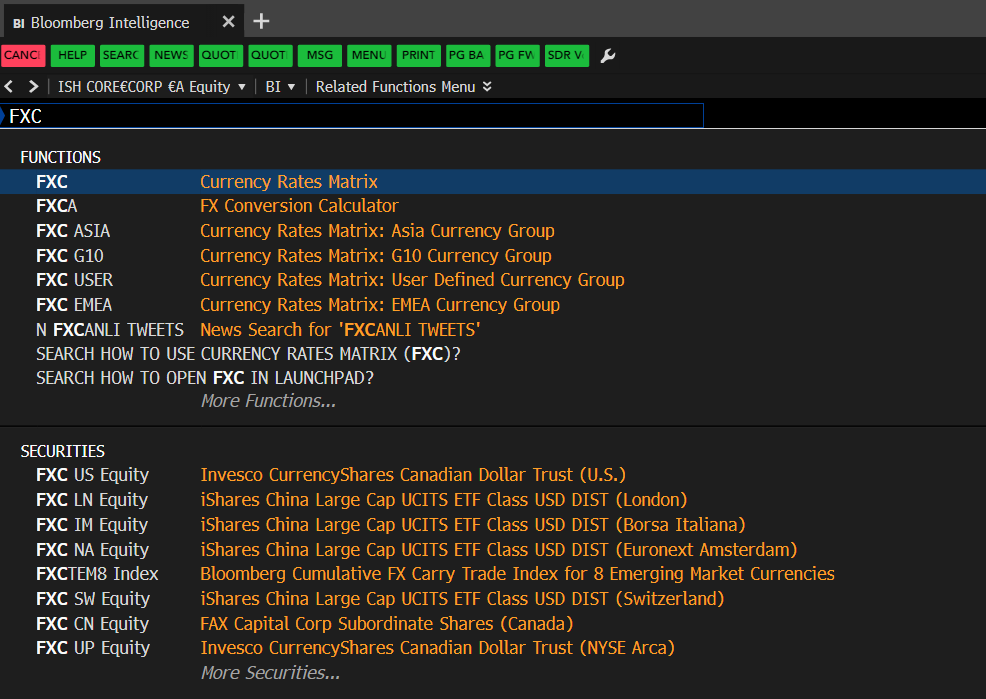 BI Bloomberg Intelligence
CANC HELP SEARC NEWS QUOT QUOT MSG MENU PRINT PG BA PG FW SDR V
ISH CORE€CORP €A Equity BI Related Functions Menu
FXC
FUNCTIONS
FXC Currency Rates Matrix
FXCA FX Conversion Calculator
FXC ASIA Currency Rates Matrix: Asia Currency Group
FXC G10 Currency Rates Matrix: G10 Currency Group
FXC USER Currency Rates Matrix: User Defined Currency Group
FXC EMEA Currency Rates Matrix: EMEA Currency Group
N FXCANLI TWEETS News Search for 'FXCANLI TWEETS'
SEARCH HOW TO USE CURRENCY RATES MATRIX (FXC)?
SEARCH HOW TO OPEN FXC IN LAUNCHPAD?
More Functions...
SECURITIES
FXC US Equity Invesco CurrencyShares Canadian Dollar Trust (U.S.)
FXC LN Equity iShares China Large Cap UCITS ETF Class USD DIST (London)
FXC IM Equity iShares China Large Cap UCITS ETF Class USD DIST (Borsa Italiana)
FXC NA Equity iShares China Large Cap UCITS ETF Class USD DIST (Euronext Amsterdam)
FXCTEM8 Index Bloomberg Cumulative FX Carry Trade Index for 8 Emerging Market Currencies
FXC SW Equity iShares China Large Cap UCITS ETF Class USD DIST (Switzerland)
FXC CN Equity FAX Capital Corp Subordinate Shares (Canada)
FXC UP Equity Invesco CurrencyShares Canadian Dollar Trust (NYSE Arca)
More Securities...